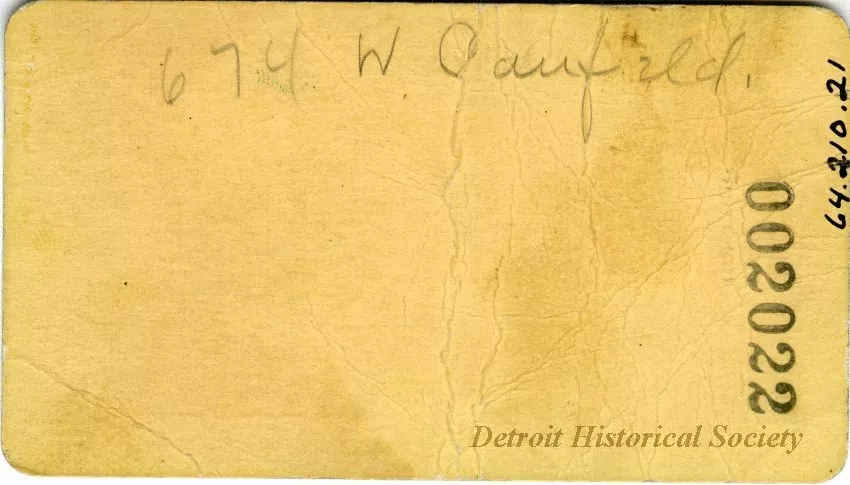 674 W Canfield.
64.210.21
002022
Detroit Historical Society